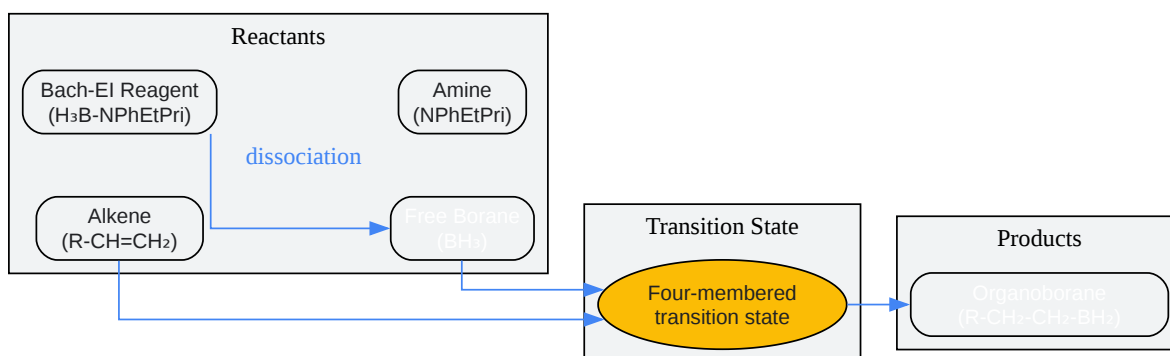 Reactants
Bach-EI Reagent
(H₃B-NPhEtPri)
Amine
(NPhEtPri)
dissociation
Alkene
(R-CH=CH₂)
Free Borane
(BH₃)
Transition State
Four-membered
transition state
Products
Organoborane
(R-CH₂-CH₂-BH₂)